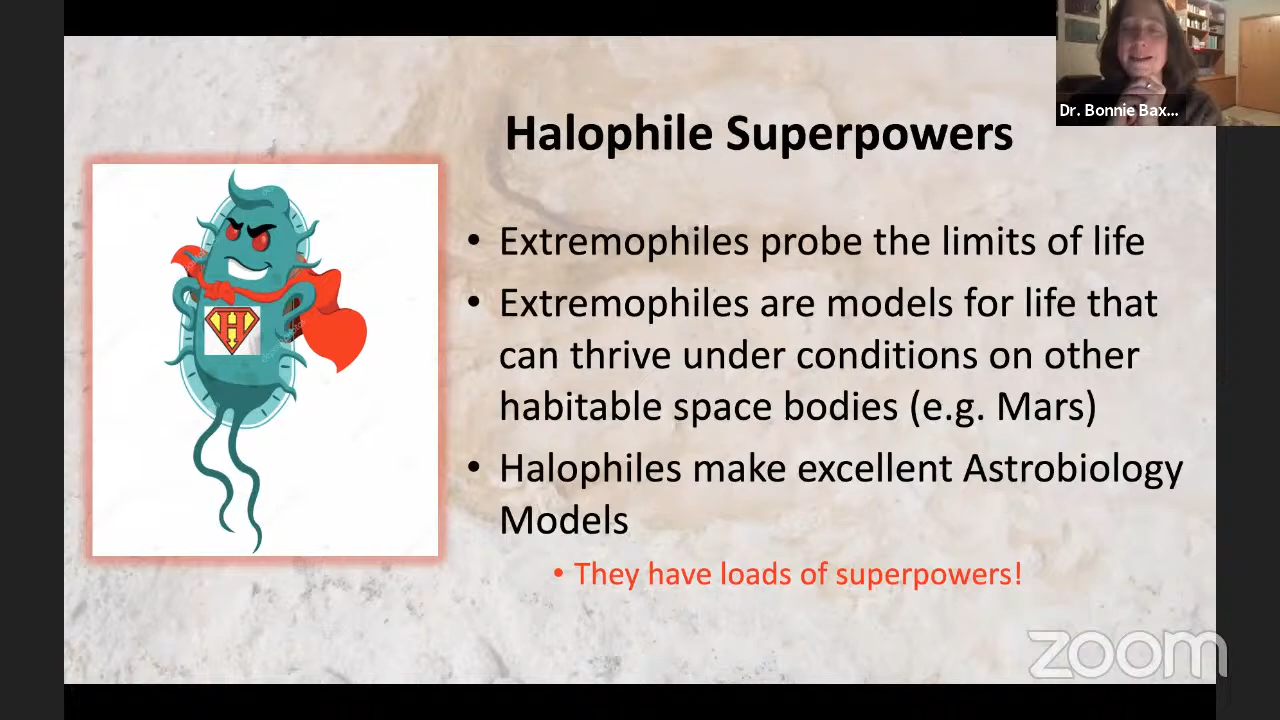 Dr. Bonnie Bax...
Halophile Superpowers
• Extremophiles probe the limits of life
• Extremophiles are models for life that
can thrive under conditions on other
habitable space bodies (e.g. Mars)
• Halophiles make excellent Astrobiology
Models
• They have loads of superpowers!
H
zoom